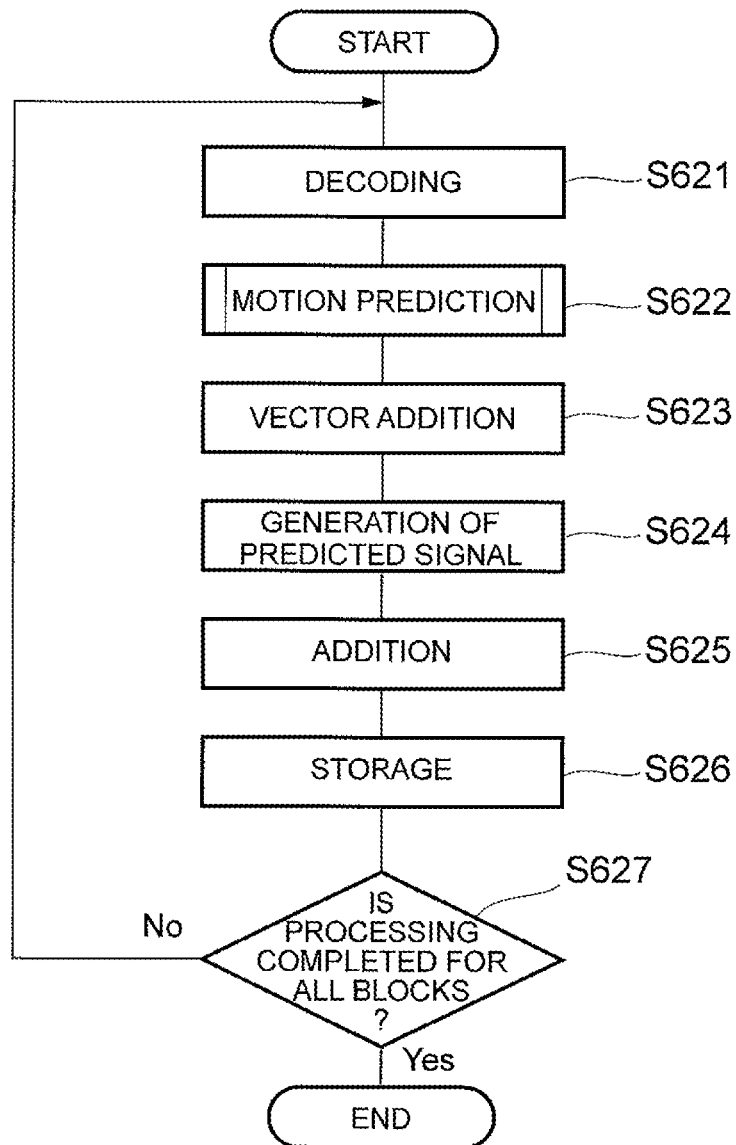 START
DECODING
S621
MOTION PREDICTION
S622
VECTOR ADDITION
S623
GENERATION OF
PREDICTED SIGNAL
S624
ADDITION
S625
STORAGE
S626
S627
IS
PROCESSING
COMPLETED FOR
ALL BLOCKS
?
No
Yes
END